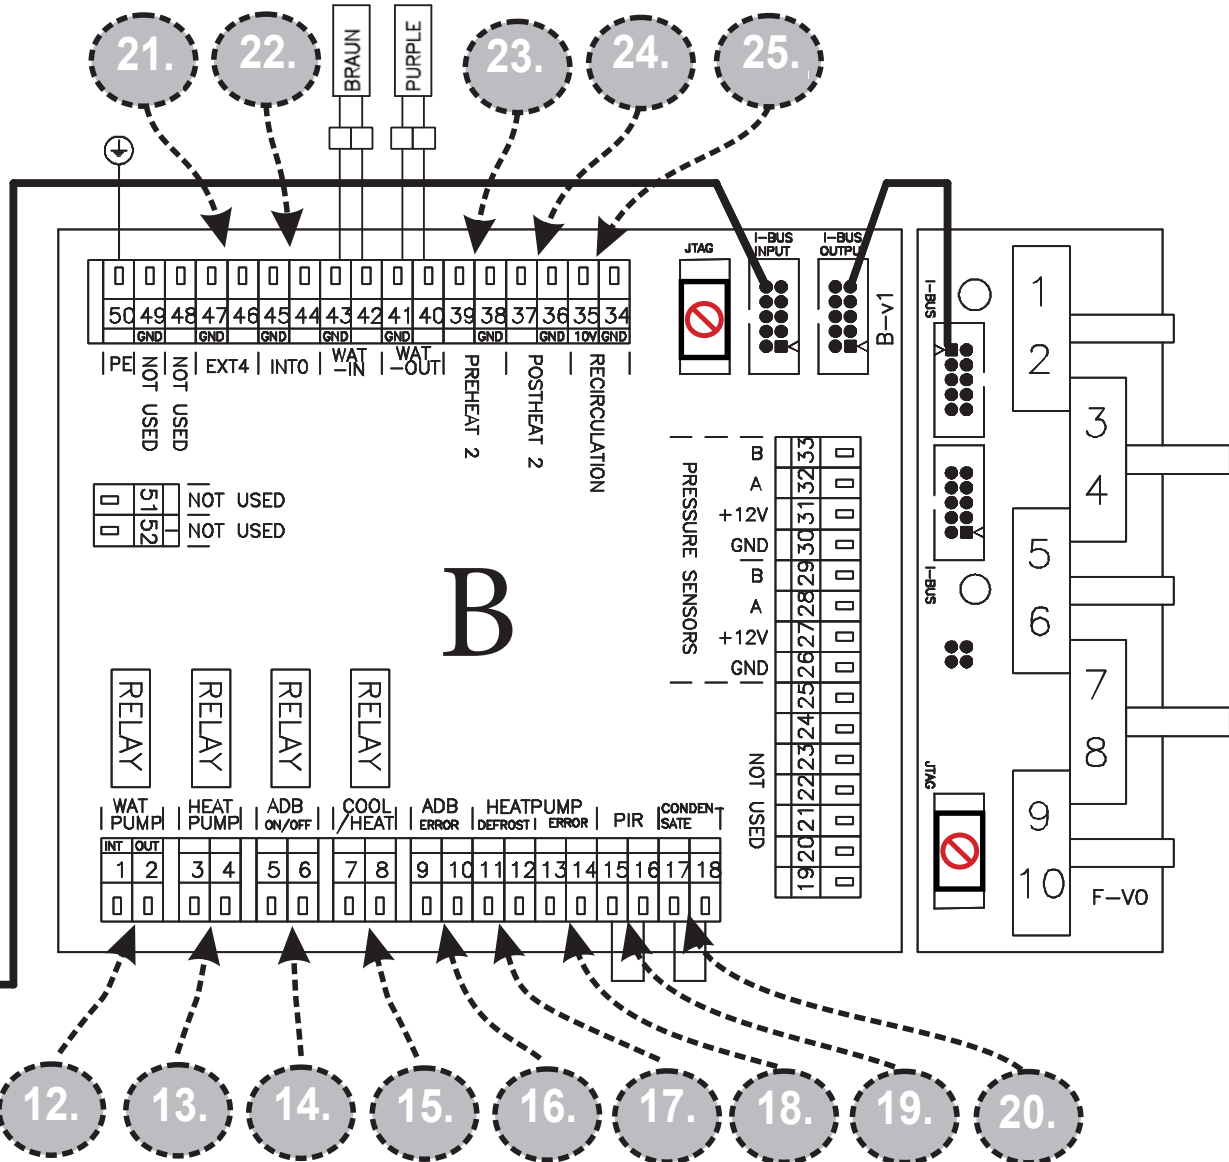 21.
22.
BRAUN
PURPLE
23.
24.
25.
JTAG
I-BUS
INPUT
I-BUS
OUTPUT
B-v1
50 49 48 47 46 45 44 43 42 41 40 39 38 37 36 35 34
GND GND GND GND GND GND GND 10V GND
PE
NOT USED
NOT USED
EXT4
INTO
WAT
-IN
WAT
-OUT
PREHEAT 2
POSTHEAT 2
RECIRCULATION
51 NOT USED
52 NOT USED
B
PRESSURE SENSORS
B 33
A 32
+12V 31
GND 30
B 29
A 28
+12V 27
GND 26
25
24
23
22
21
20
19
NOT USED
RELAY
RELAY
RELAY
RELAY
WAT
PUMP
HEAT
PUMP
ADB
ON/OFF
COOL
/HEAT
ADB
ERROR
HEATPUMP
DEFROST
ERROR
PIR
CONDEN-
SATE
INT OUT
1 2 3 4 5 6 7 8 9 10 11 12 13 14 15 16 17 18
I-BUS
I-BUS
JTAG
1
2
3
4
5
6
7
8
9
10
F-V0
12.
13.
14.
15.
16.
17.
18.
19.
20.